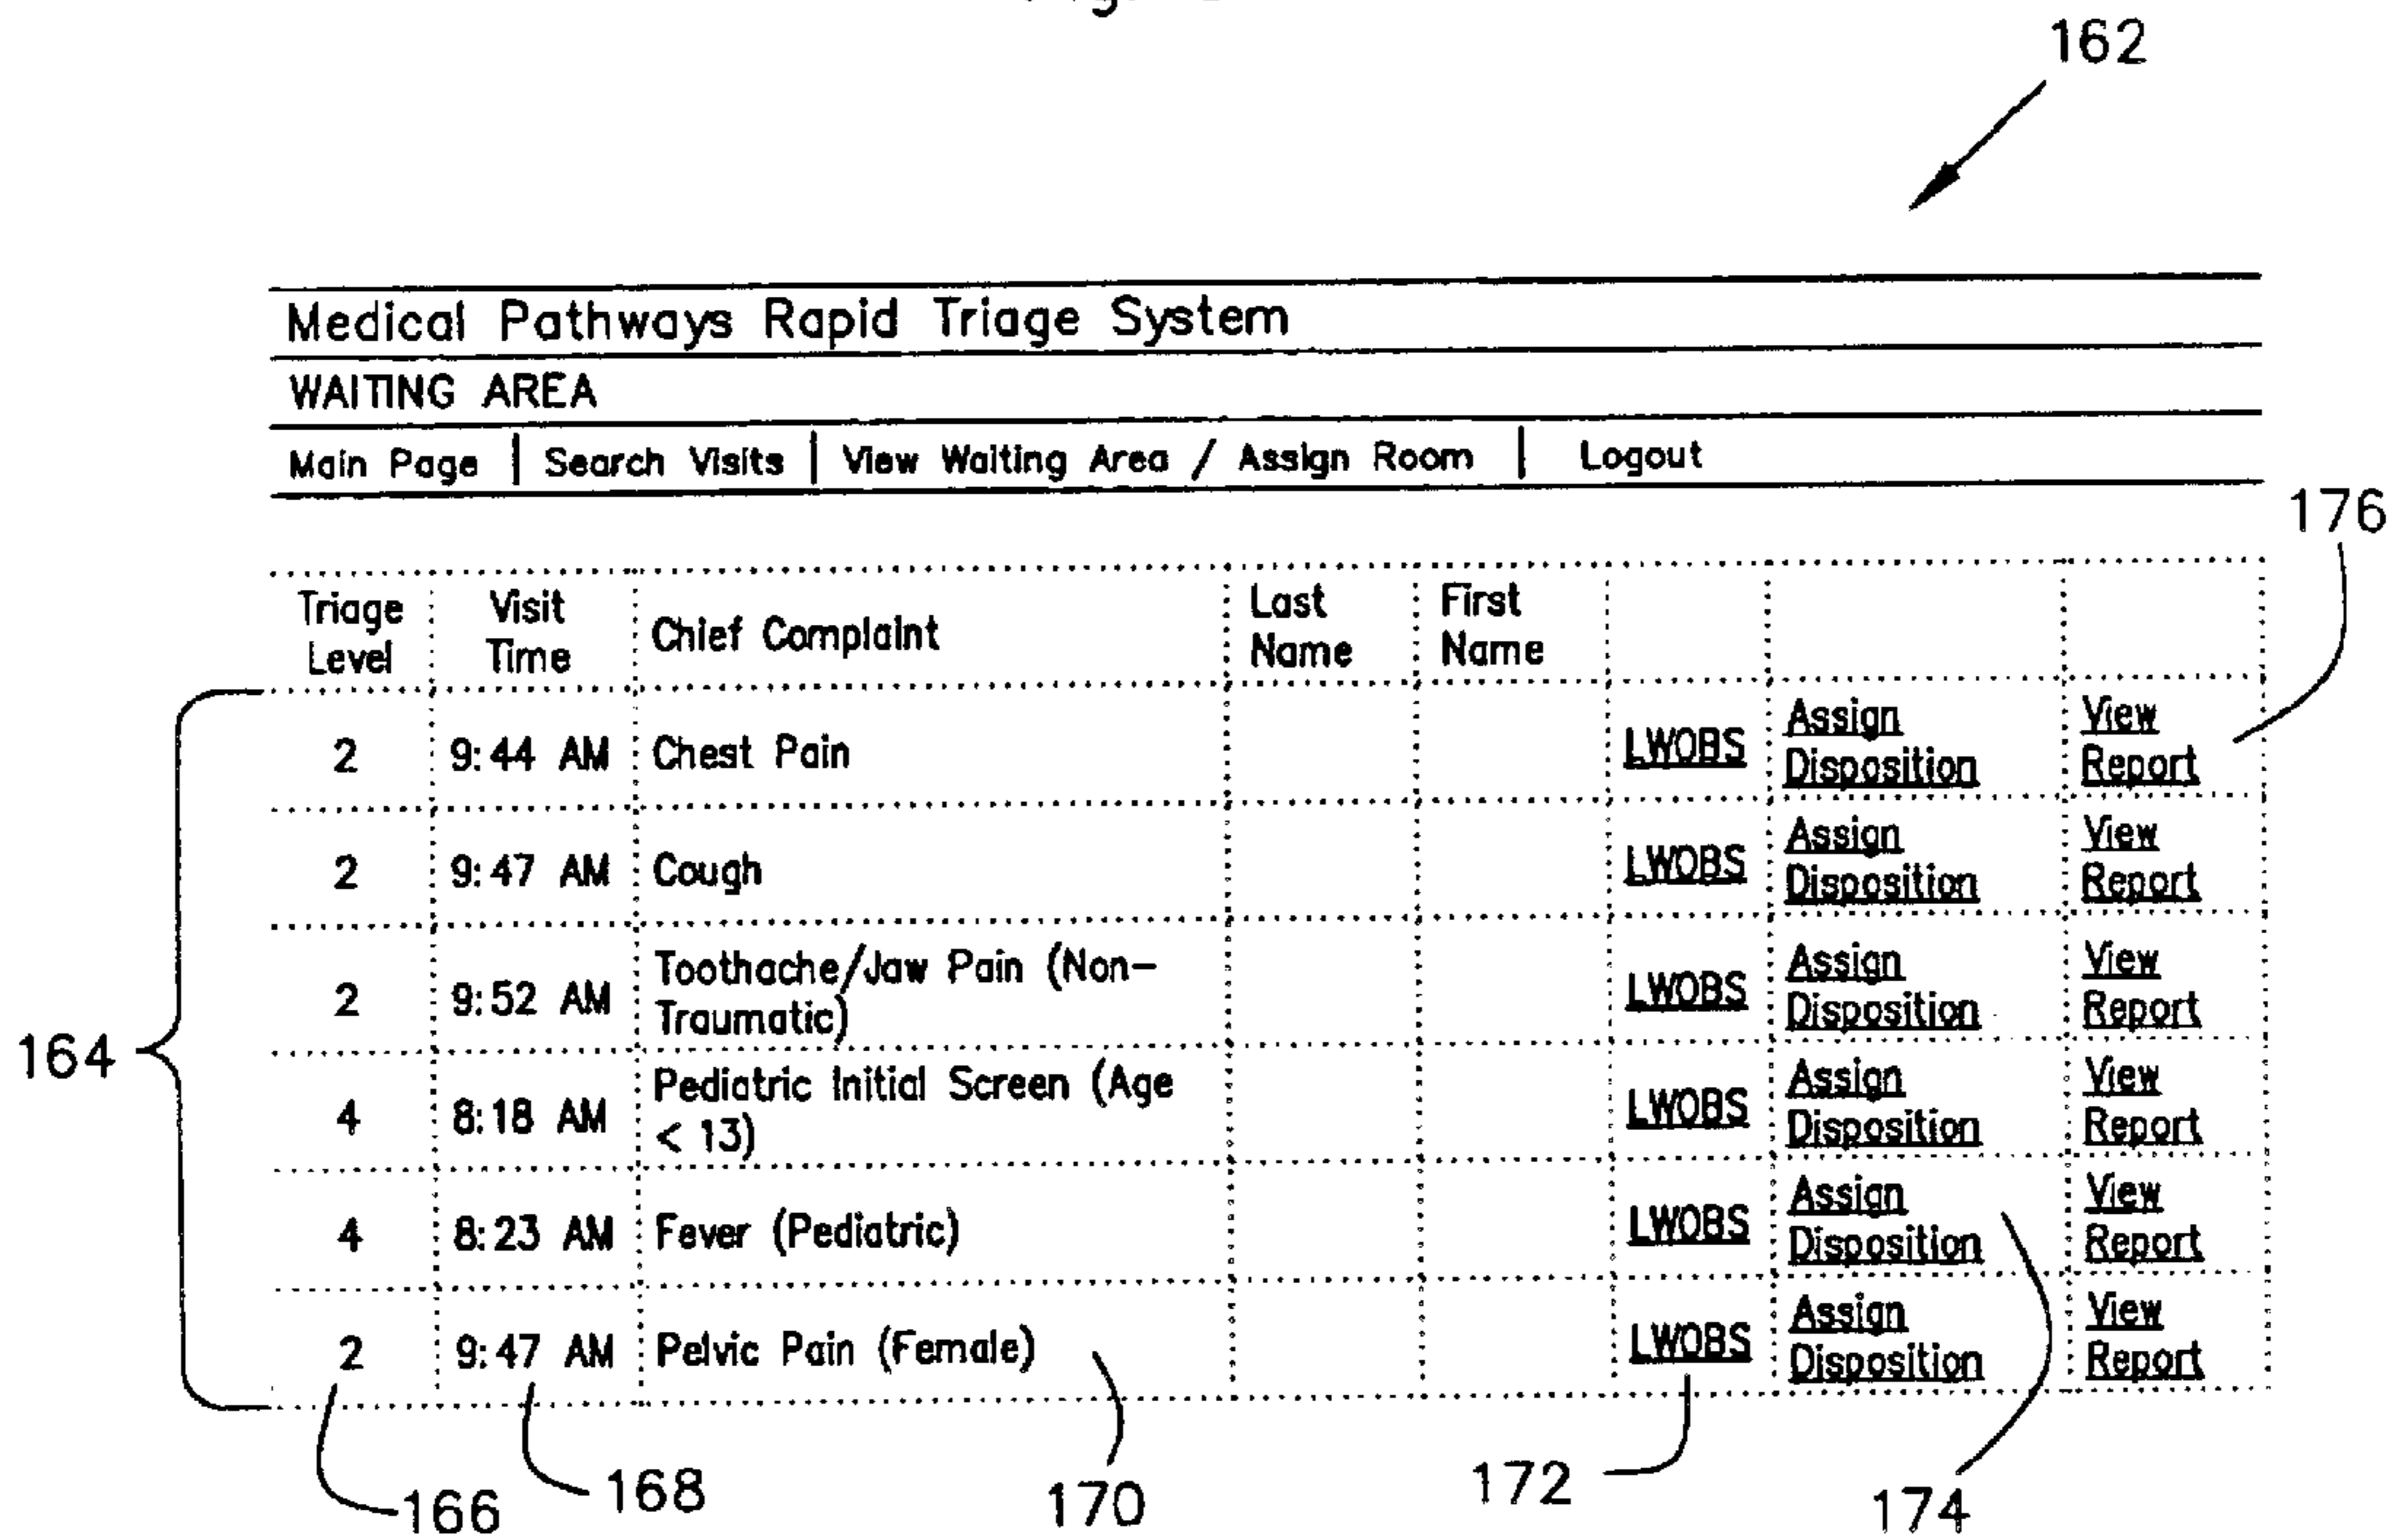 162
Medical Pathways Rapid Triage System
WAITING AREA
Main Page | Search Visits | View Waiting Area / Assign Room | Logout
176
Triage Level Visit Time Chief Complaint Last Name First Name
2 9:44 AM Chest Pain LWOBS Assign Disposition View Report
2 9:47 AM Cough LWOBS Assign Disposition View Report
2 9:52 AM Toothache/Jaw Pain (Non-Traumatic) LWOBS Assign Disposition View Report
164
4 8:18 AM Pediatric Initial Screen (Age < 13) LWOBS Assign Disposition View Report
4 8:23 AM Fever (Pediatric) LWOBS Assign Disposition View Report
2 9:47 AM Pelvic Pain (Female) LWOBS Assign Disposition View Report
166 168 170 172 174